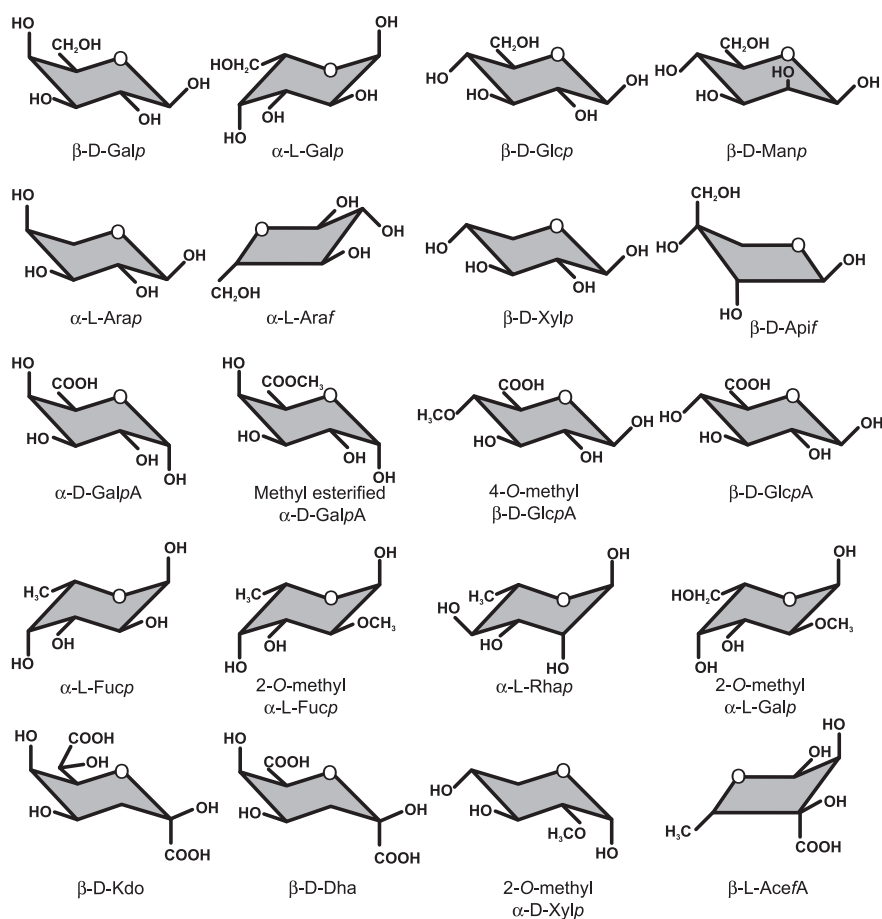 HO CH₂OH O OH HO OH
β-D-Galp
OH HOH₂C O OH OH HO
α-L-Galp
CH₂OH HO O OH HO OH
β-D-Glcp
CH₂OH HO O HO HO OH
β-D-Manp
HO O OH HO OH
α-L-Arap
O OH OH OH CH₂OH
α-L-Araf
HO O OH HO OH
β-D-Xylp
CH₂OH HO O OH HO
β-D-Apif
HO COOH O HO OH OH
α-D-GalpA
HO COOCH₃ O HO OH OH
Methyl esterified
α-D-GalpA
COOH H₃CO O OH HO OH
4-O-methyl
β-D-GlcpA
COOH HO O OH HO OH
β-D-GlcpA
OH H₃C O OH OH HO
α-L-Fucp
OH H₃C O OCH₃ OH HO
2-O-methyl
α-L-Fucp
OH H₃C O HO HO HO
α-L-Rhap
OH HOH₂C O OCH₃ OH OH
2-O-methyl
α-L-Galp
HO COOH OH O HO OH COOH
β-D-Kdo
HO COOH O HO OH COOH
β-D-Dha
HO O HO H₃CO HO
2-O-methyl
α-D-Xylp
HO OH O OH H₃C COOH
β-L-AcefA